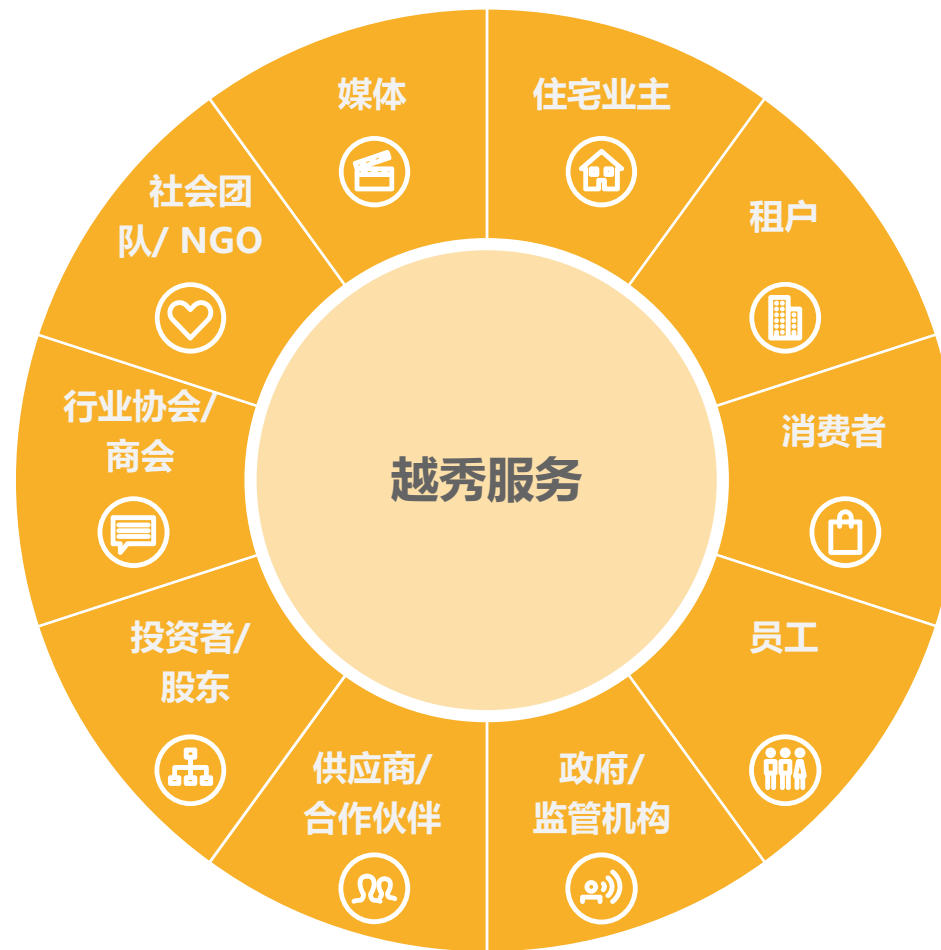 媒体
住宅业主
社会团
队/ NGO
租户
行业协会/
商会
消费者
越秀服务
投资者/
股东
员工
供应商/
合作伙伴
政府/
监管机构